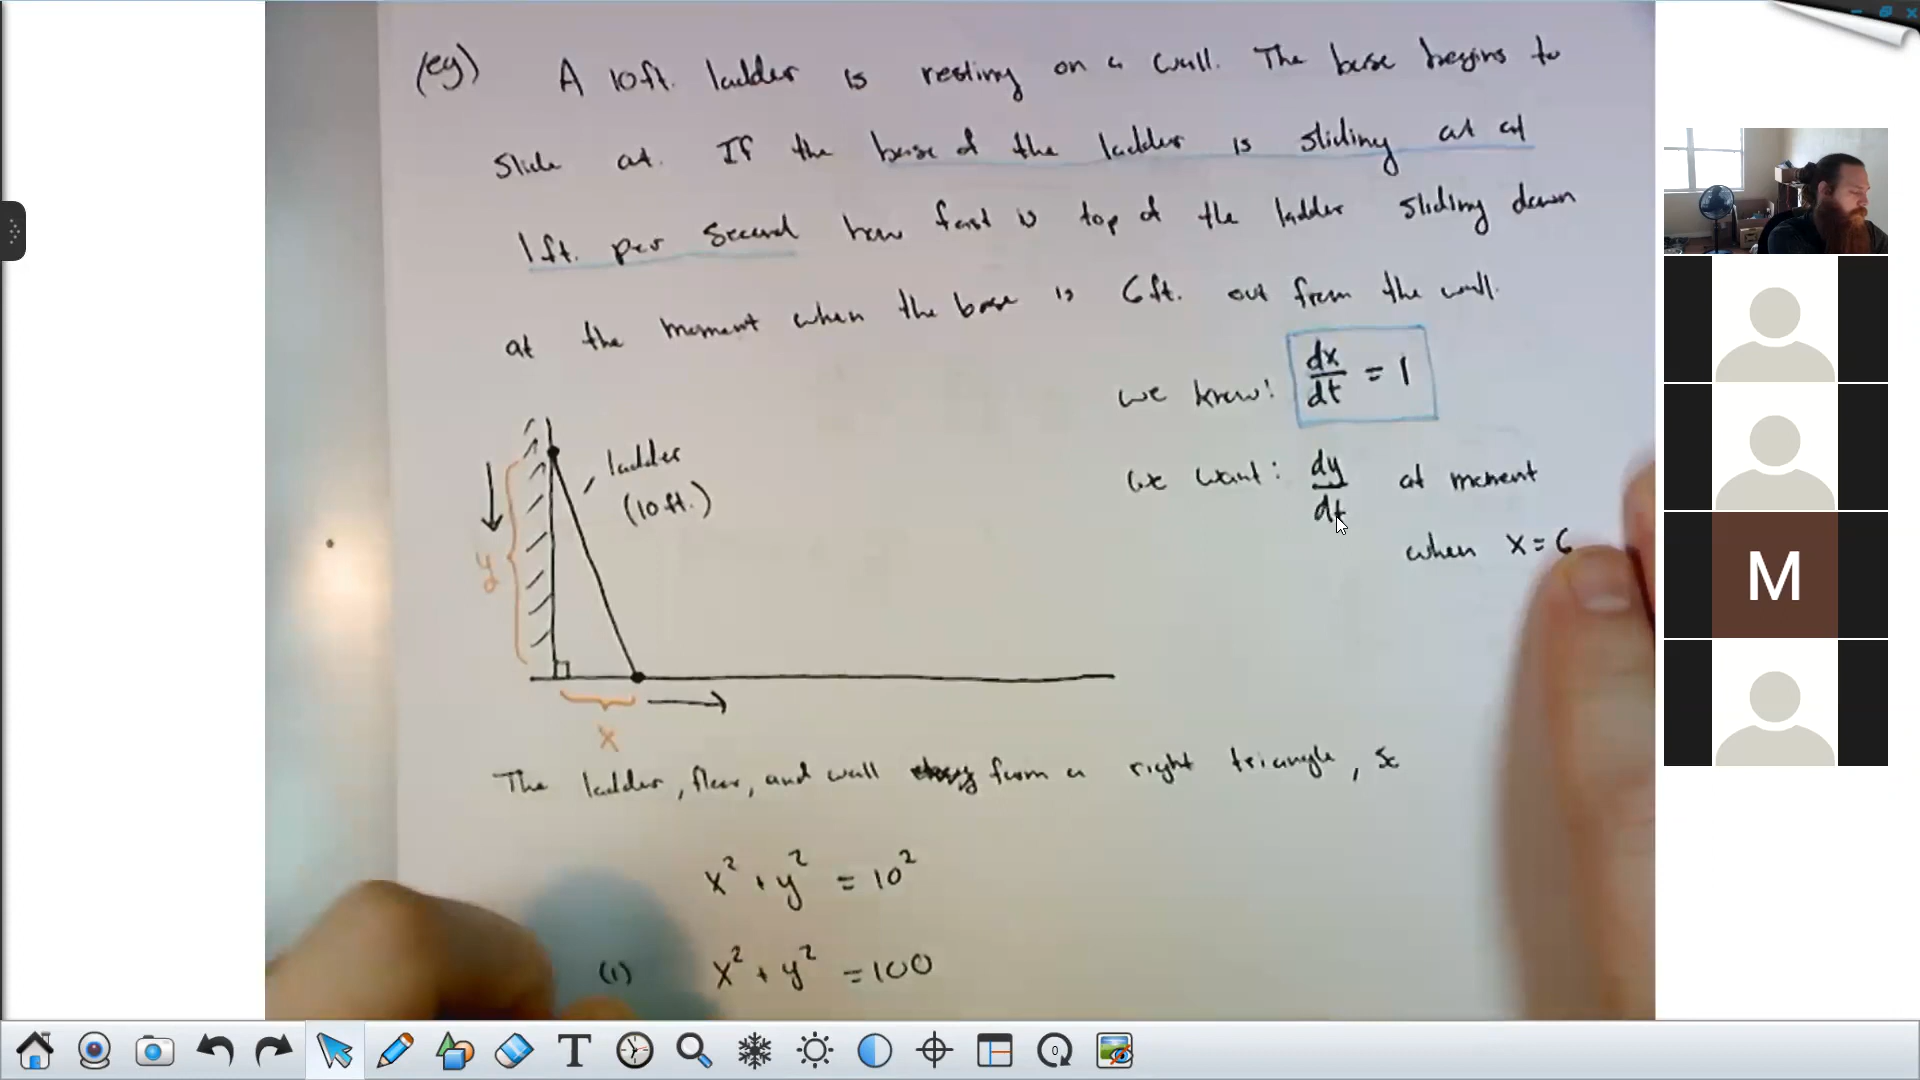 (eg) A 10ft. ladder is resting on a wall. The base begins to
slide out. If the base of the ladder is sliding out at
1ft. per second how fast is top of the ladder sliding down
at the moment when the base is 6ft. out from the wall.
we know: dx/dt = 1
we want: dy/dt at moment
when x = 6
ladder
(10ft.)
y
x
The ladder, floor, and wall form a right triangle, so
x² + y² = 10²
(1) x² + y² = 100
M
T
0